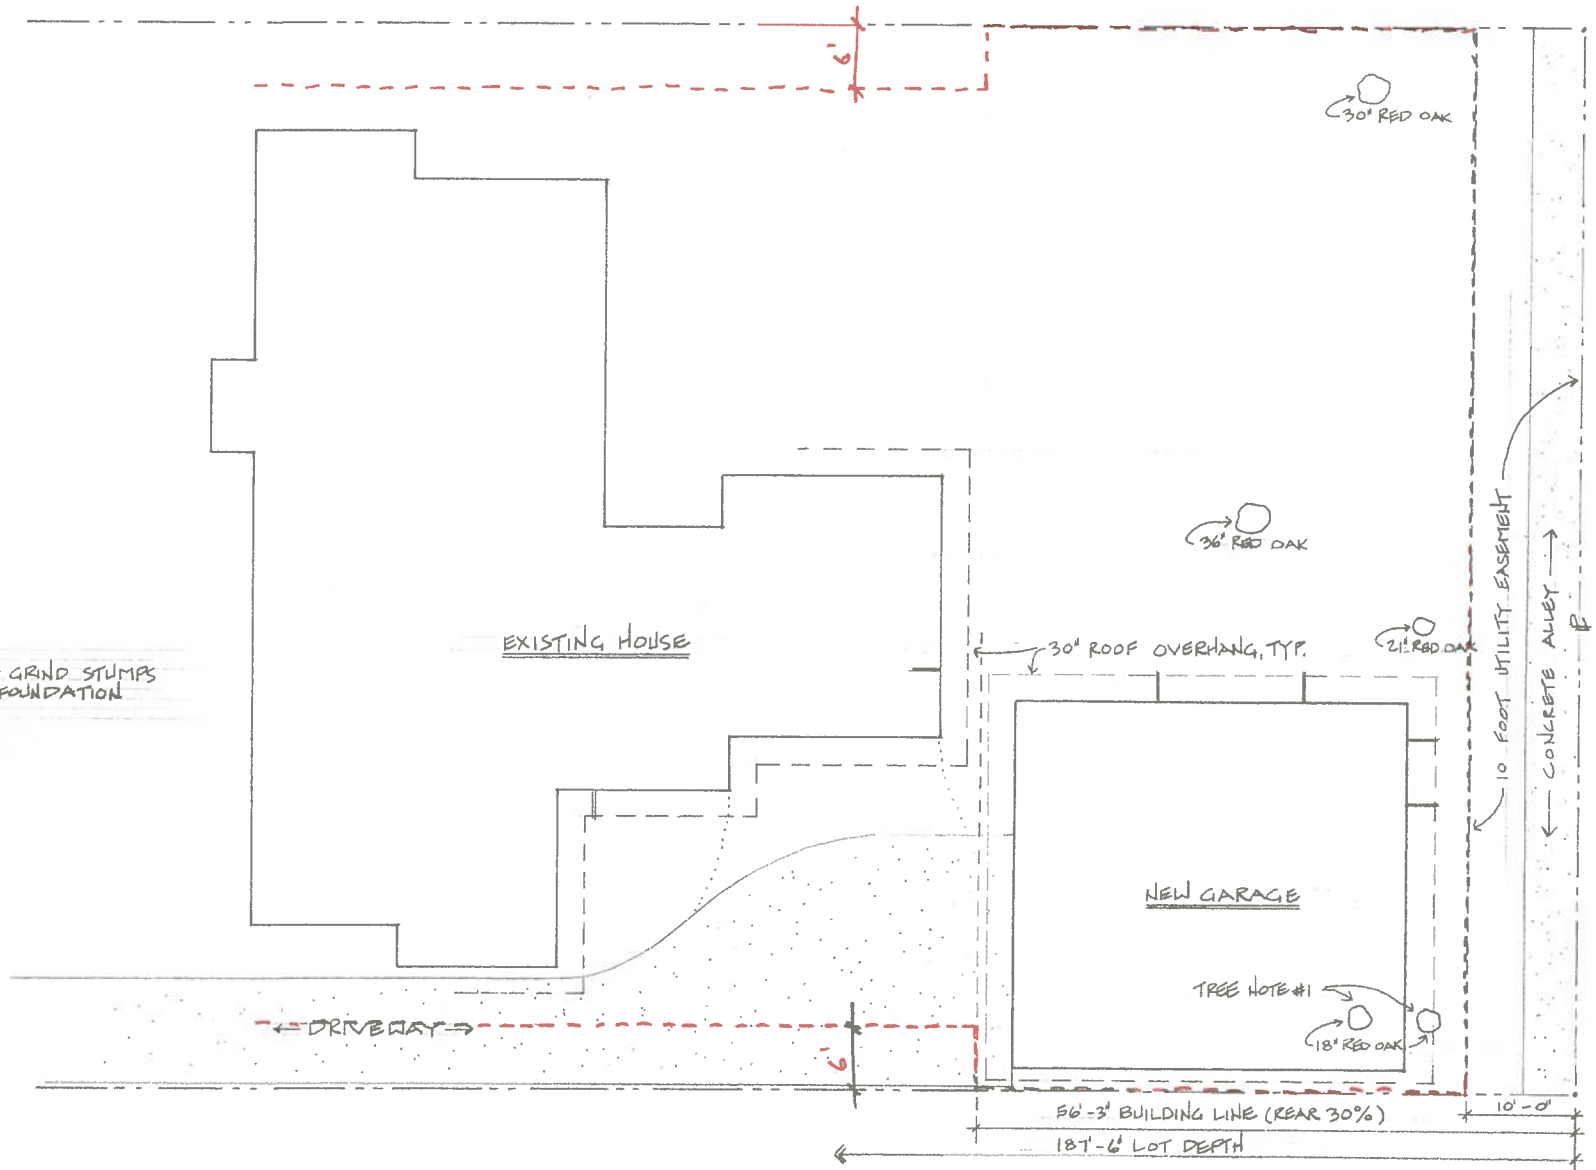 6'
30" RED OAK
36" RED OAK
10 FOOT UTILITY EASEMENT
← CONCRETE ALLEY →
EXISTING HOUSE
30" ROOF OVERHANG, TYP.
21" RED OAK
GRIND STUMPS
FOUNDATION
NEW GARAGE
TREE NOTE #1
18" RED OAK
← DRIVEWAY →
6'
56'-3" BUILDING LINE (REAR 30%)
10'-0"
187'-6" LOT DEPTH